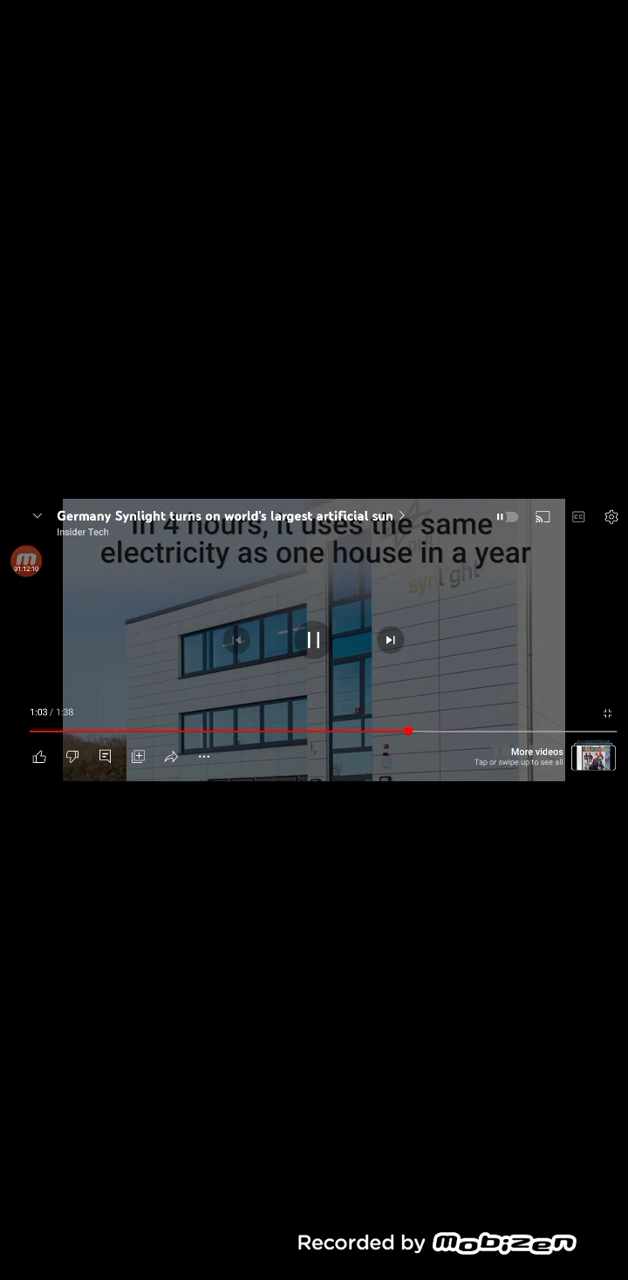 Germany Synlight turns on world's largest artificial sun
In 4 hours, it uses the same
Insider Tech
electricity as one house in a year
CC
01:12:10
synlight
1:03 / 1:38
More videos
Tap or swipe up to see all
Recorded by mobizen